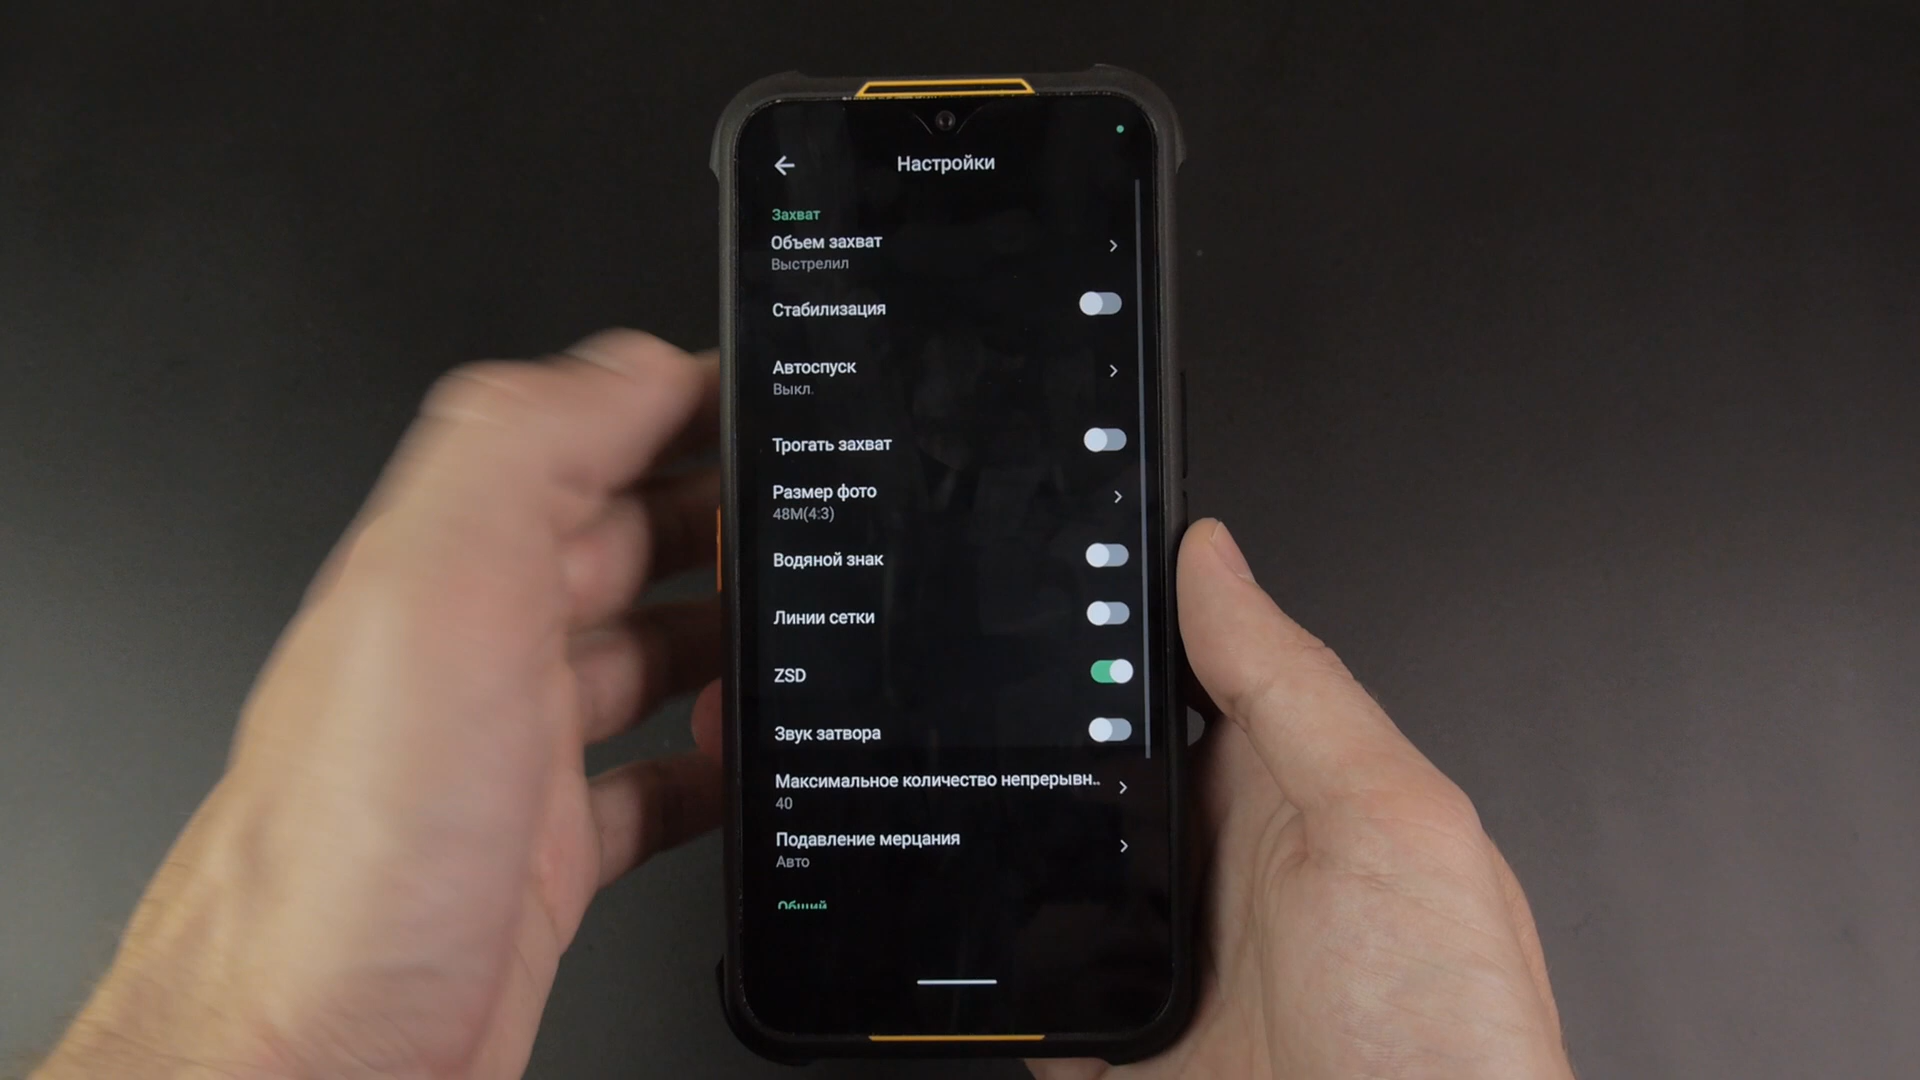 Настройки
Захват
Объем захват
Выстрелил
Стабилизация
Автоспуск
Выкл.
Трогать захват
Размер фото
48M(4:3)
Водяной знак
Линии сетки
ZSD
Звук затвора
Максимальное количество непрерывн..
40
Подавление мерцания
Авто
Общий